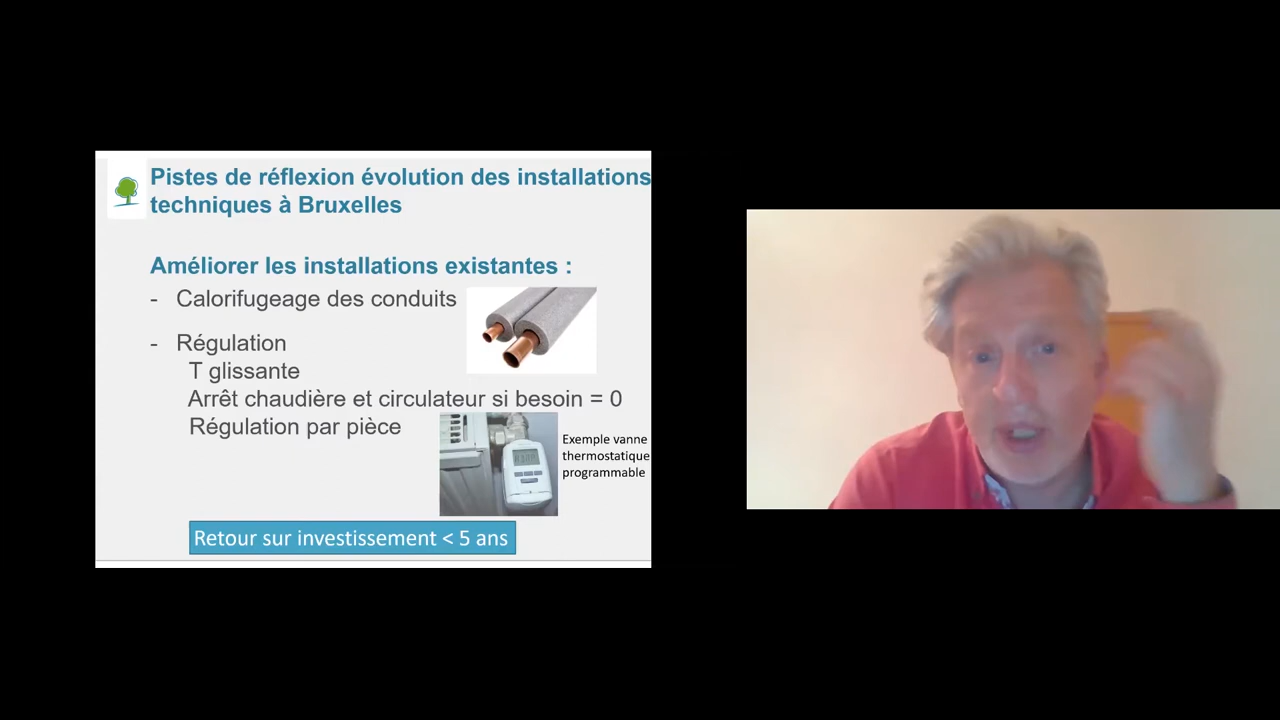 Pistes de réflexion évolution des installations
techniques à Bruxelles
Améliorer les installations existantes :
- Calorifugeage des conduits
- Régulation
T glissante
Arrêt chaudière et circulateur si besoin = 0
Régulation par pièce
Exemple vanne
thermostatique
programmable
Retour sur investissement < 5 ans